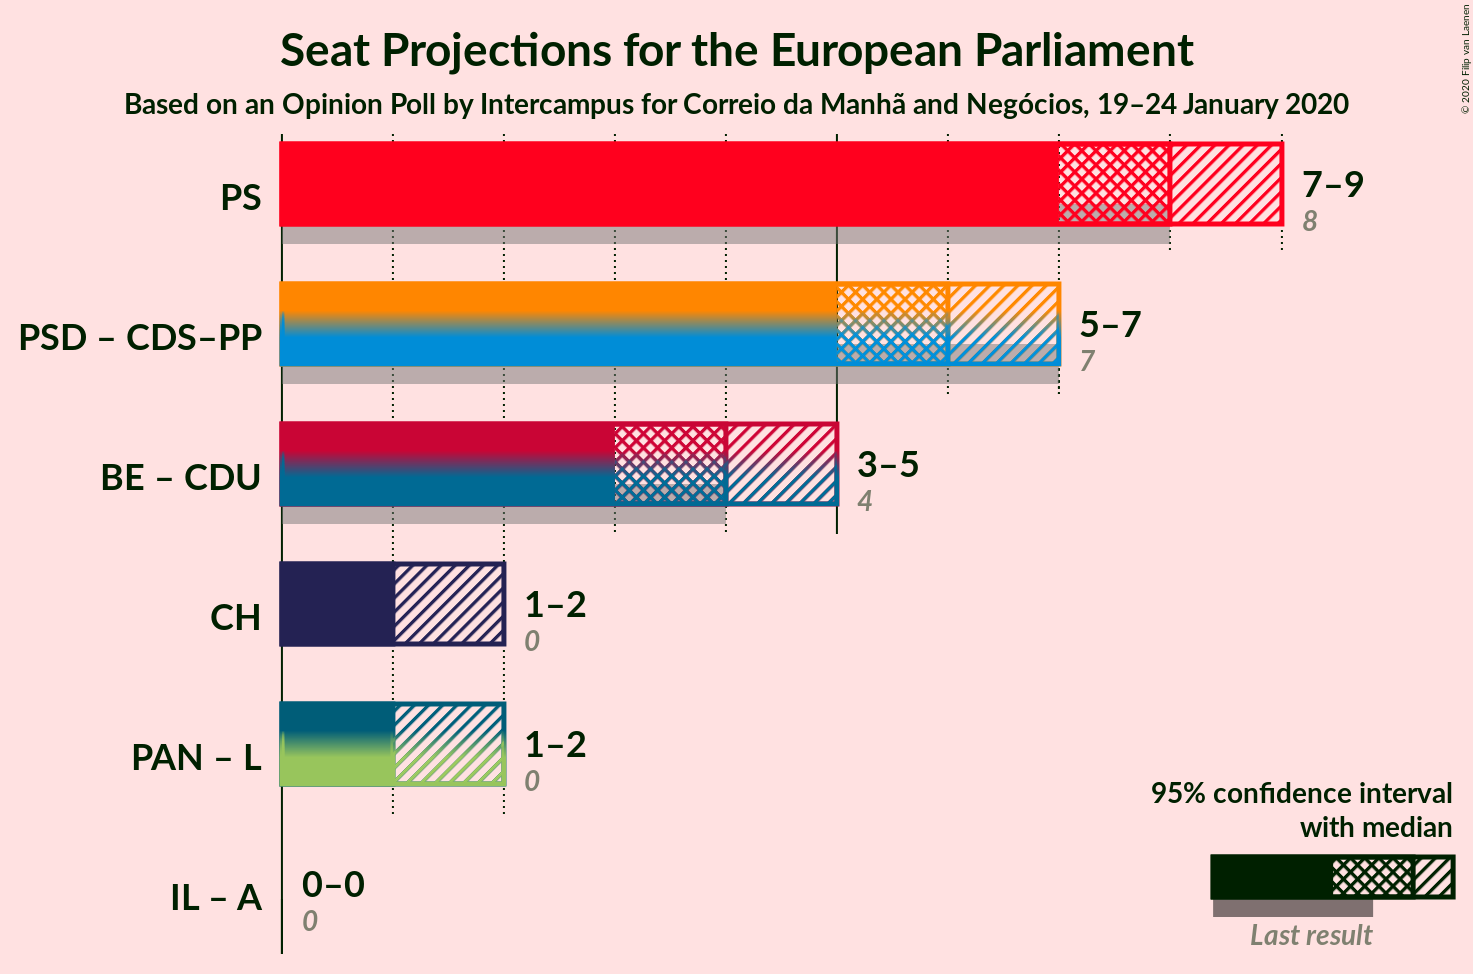 Seat Projections for the European Parliament
Based on an Opinion Poll by Intercampus for Correio da Manhã and Negócios, 19–24 January 2020
© 2020 Filip van Laenen
PS
7–9
8
PSD – CDS–PP
5–7
7
BE – CDU
3–5
4
CH
1–2
0
PAN – L
1–2
0
IL – A
0–0
0
95% confidence interval
with median
Last result